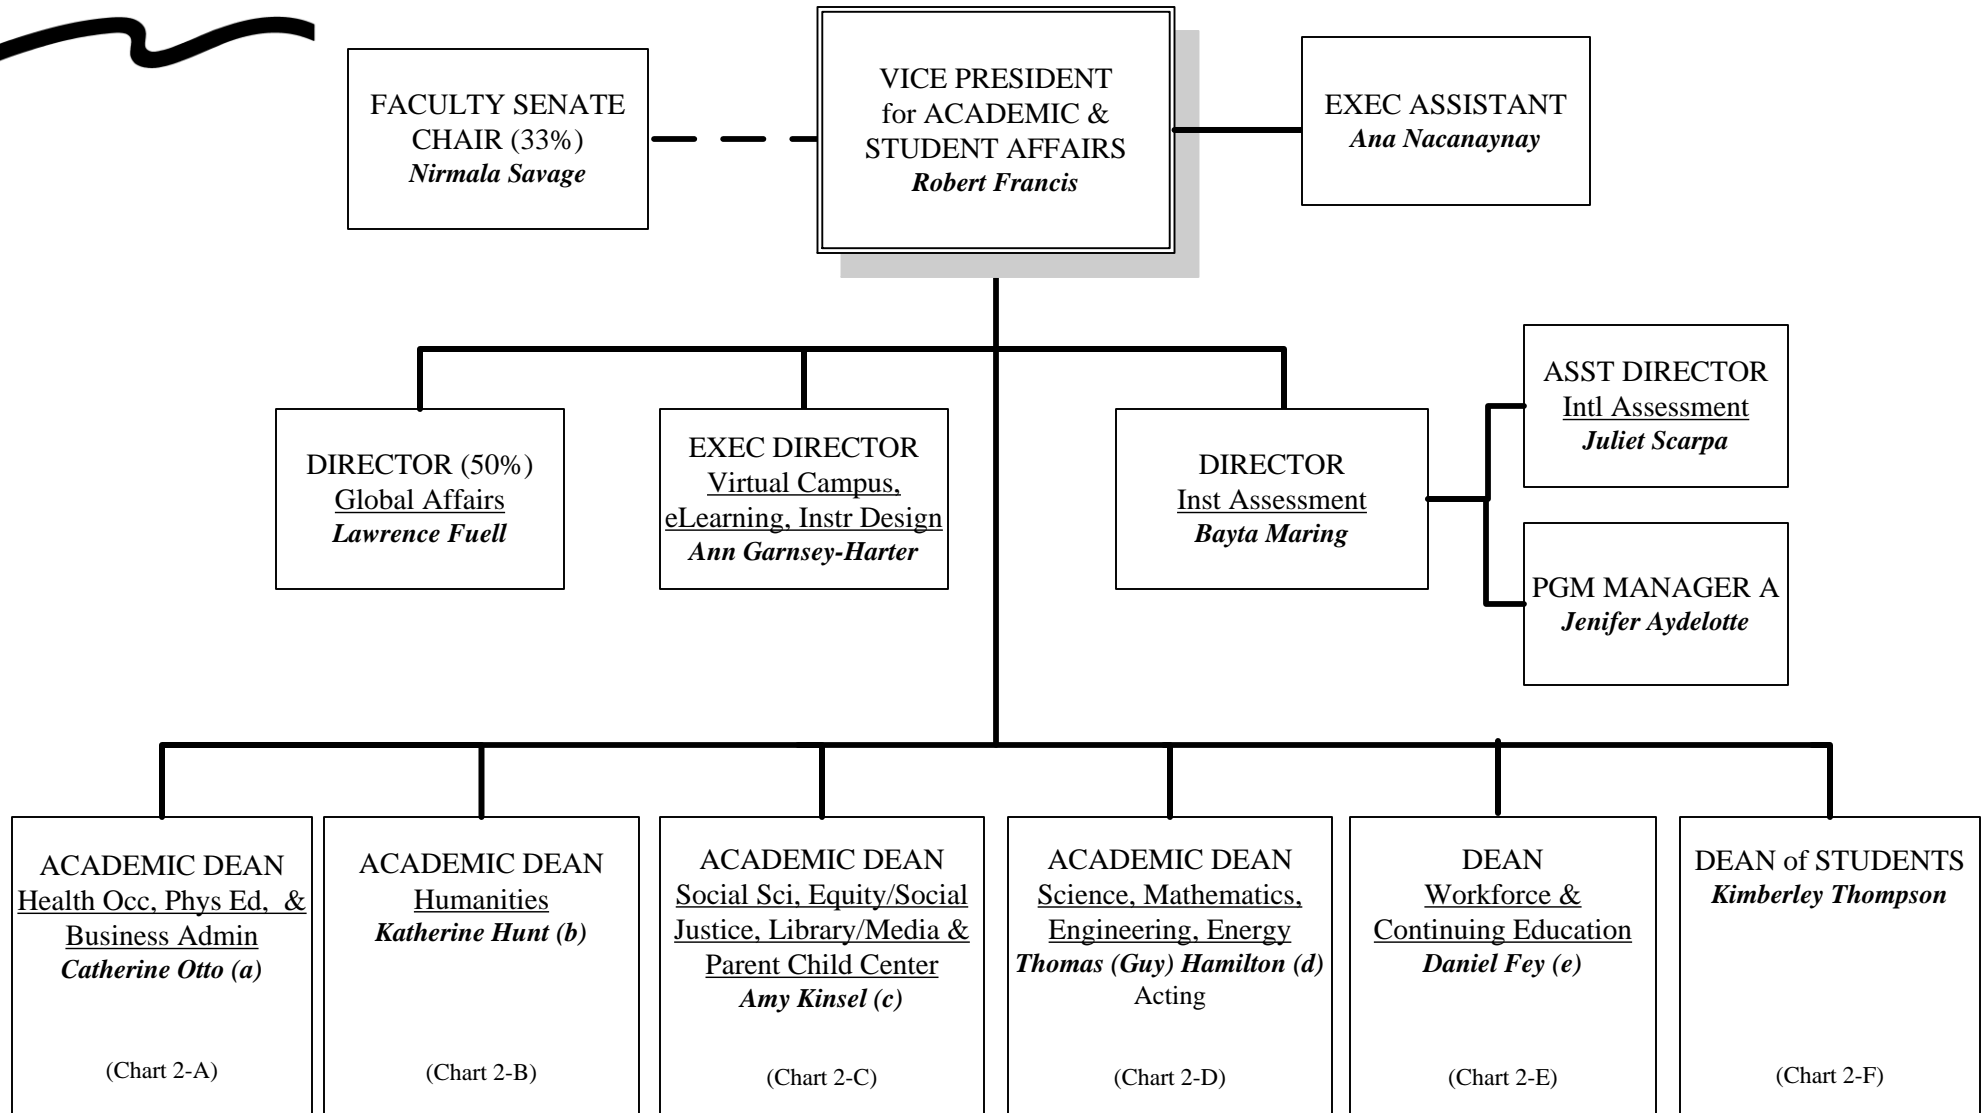 FACULTY SENATE
CHAIR (33%)
Nirmala Savage
VICE PRESIDENT
for ACADEMIC &
STUDENT AFFAIRS
Robert Francis
EXEC ASSISTANT
Ana Nacanaynay
DIRECTOR (50%)
Global Affairs
Lawrence Fuell
EXEC DIRECTOR
Virtual Campus,
eLearning, Instr Design
Ann Garnsey-Harter
DIRECTOR
Inst Assessment
Bayta Maring
ASST DIRECTOR
Intl Assessment
Juliet Scarpa
PGM MANAGER A
Jenifer Aydelotte
ACADEMIC DEAN
Health Occ, Phys Ed, &
Business Admin
Catherine Otto (a)
(Chart 2-A)
ACADEMIC DEAN
Humanities
Katherine Hunt (b)
(Chart 2-B)
ACADEMIC DEAN
Social Sci, Equity/Social
Justice, Library/Media &
Parent Child Center
Amy Kinsel (c)
(Chart 2-C)
ACADEMIC DEAN
Science, Mathematics,
Engineering, Energy
Thomas (Guy) Hamilton (d)
Acting
(Chart 2-D)
DEAN
Workforce &
Continuing Education
Daniel Fey (e)
(Chart 2-E)
DEAN of STUDENTS
Kimberley Thompson
(Chart 2-F)